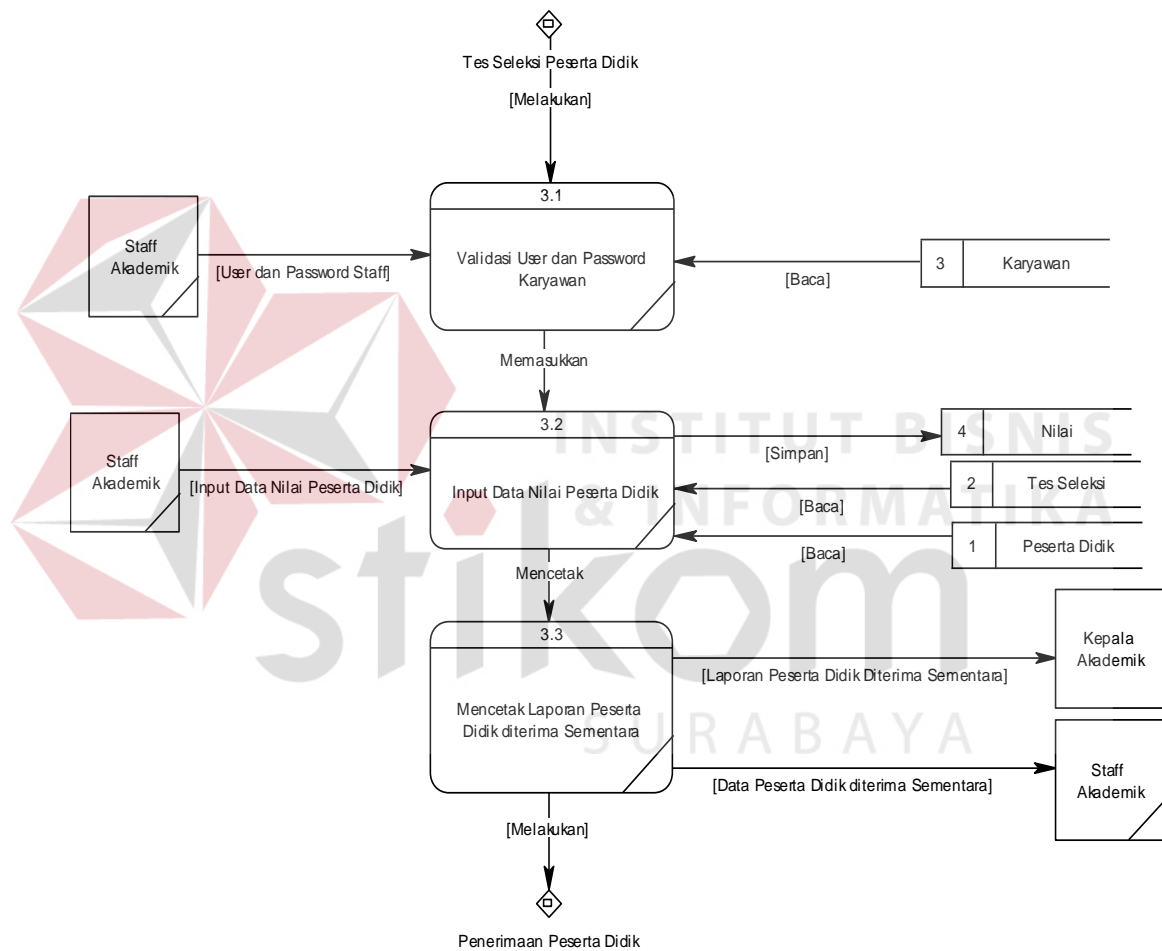 Tes Seleksi Peserta Didik
[Melakukan]
3.1
Validasi User dan Password
Karyawan
Staff
Akademik
[User dan Password Staff]
[Baca]
3
Karyawan
Memasukkan
3.2
Input Data Nilai Peserta Didik
Staff
Akademik
[Input Data Nilai Peserta Didik]
[Simpan]
4
Nilai
[Baca]
2
Tes Seleksi
[Baca]
1
Peserta Didik
INSTITUT BISNIS
& INFORMATIKA
stikom
SURABAYA
Mencetak
3.3
Mencetak Laporan Peserta
Didik diterima Sementara
[Laporan Peserta Didik Diterima Sementara]
Kepala
Akademik
[Data Peserta Didik diterima Sementara]
Staff
Akademik
[Melakukan]
Penerimaan Peserta Didik